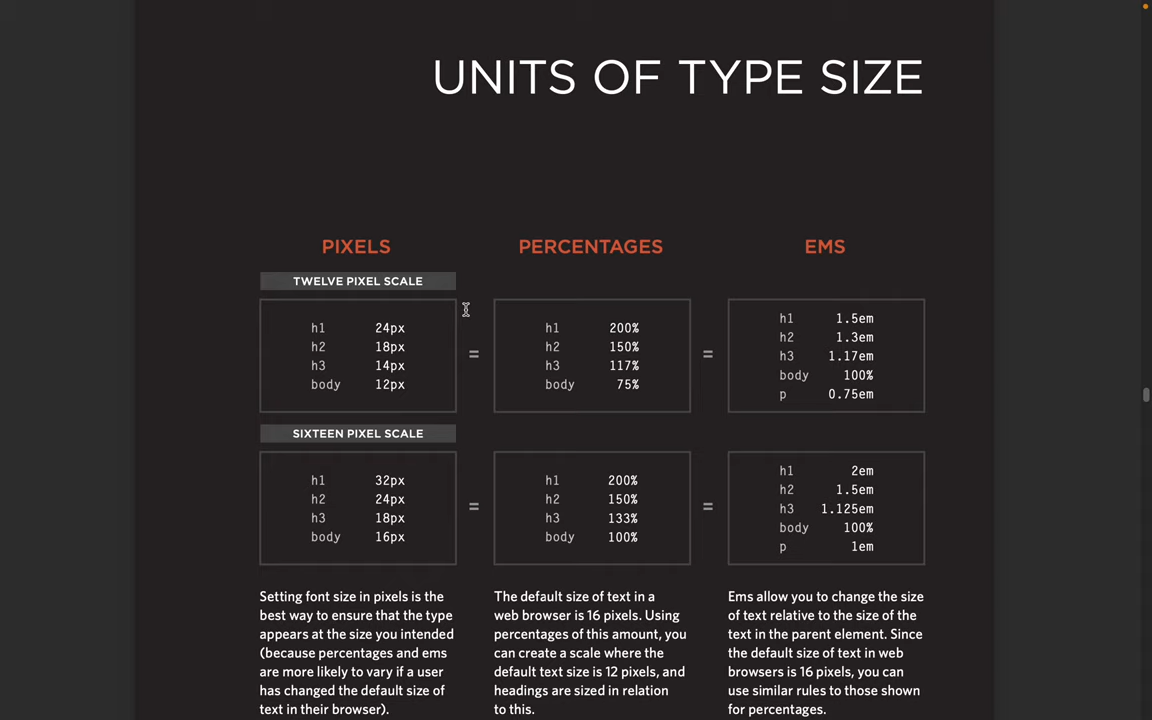 UNITS OF TYPE SIZE
PIXELS
TWELVE PIXEL SCALE
h1 24px
h2 18px
h3 14px
body 12px
=
PERCENTAGES
h1 200%
h2 150%
h3 117%
body 75%
=
EMS
h1 1.5em
h2 1.3em
h3 1.17em
body 100%
p 0.75em
SIXTEEN PIXEL SCALE
h1 32px
h2 24px
h3 18px
body 16px
=
h1 200%
h2 150%
h3 133%
body 100%
=
h1 2em
h2 1.5em
h3 1.125em
body 100%
p 1em
Setting font size in pixels is the
best way to ensure that the type
appears at the size you intended
(because percentages and ems
are more likely to vary if a user
has changed the default size of
text in their browser).
The default size of text in a
web browser is 16 pixels. Using
percentages of this amount, you
can create a scale where the
default text size is 12 pixels, and
headings are sized in relation
to this.
Ems allow you to change the size
of text relative to the size of the
text in the parent element. Since
the default size of text in web
browsers is 16 pixels, you can
use similar rules to those shown
for percentages.